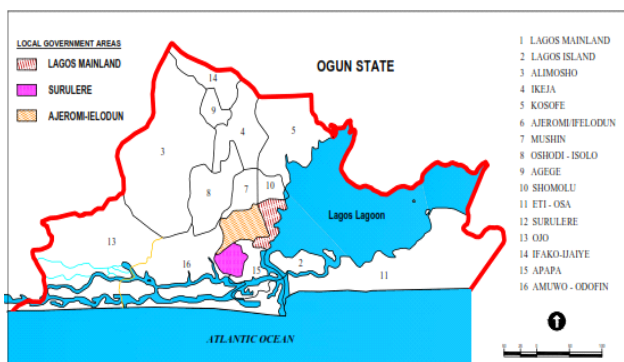 LOCAL GOVERNMENT AREAS
LAGOS MAINLAND
SURULERE
AJEROMI-IELODUN
OGUN STATE
14
9
4
5
3
8
7
10
Lagos Lagoon
13
16
15
2
11
ATLANTIC OCEAN
1 LAGOS MAINLAND
2 LAGOS ISLAND
3 ALIMOSHO
4 IKEJA
5 KOSOFE
6 AJEROMI/IFELODUN
7 MUSHIN
8 OSHODI - ISOLO
9 AGEGE
10 SHOMOLU
11 ETI - OSA
12 SURULERE
13 OJO
14 IFAKO-IJAIYE
15 APAPA
16 AMUWO - ODOFIN